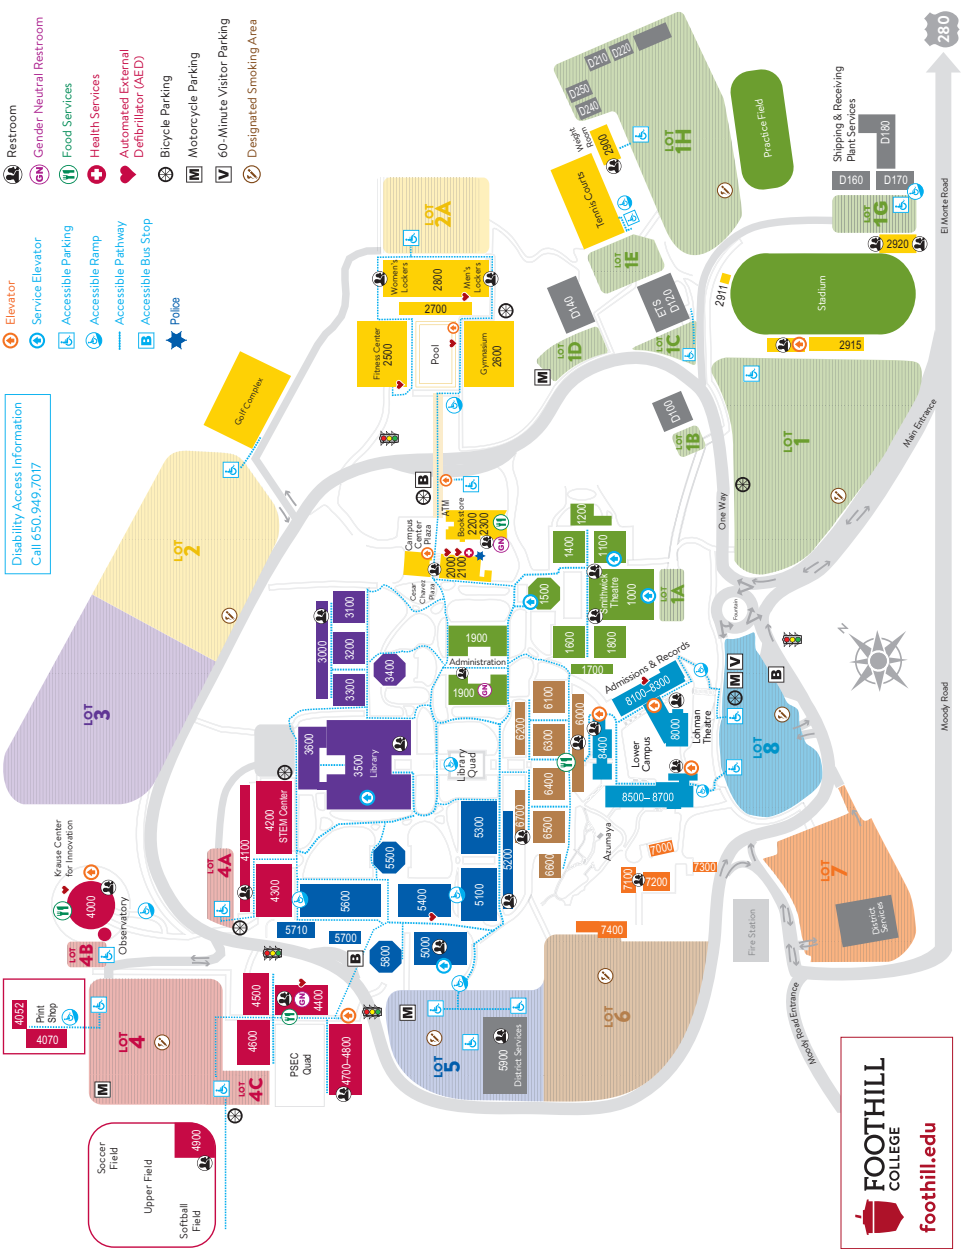 Restroom
GN Gender Neutral Restroom
Food Services
Health Services
Automated External
Defibrillator (AED)
Bicycle Parking
M Motorcycle Parking
V 60-Minute Visitor Parking
Designated Smoking Area
Elevator
Service Elevator
Accessible Parking
Accessible Ramp
Accessible Pathway
B Accessible Bus Stop
Police
Disability Access Information
Call 650.949.7017
280
El Monte Road
Main Entrance
Moody Road
Moody Road Entrance
One Way
Fountain
N
LOT
1H
D210
D220
D250
D240
Weight
Room
2900
Tennis Courts
Practice Field
Shipping & Receiving
Plant Services
D180
D160
D170
LOT
1G
2920
2911
Stadium
2915
LOT
1E
D140
ETS
D120
LOT
1D
LOT
1C
M
D100
LOT
1B
LOT
1
LOT
1A
LOT
2A
Women's
Lockers
2800
Men's
Lockers
2700
Fitness Center
2500
Pool
Gymnasium
2600
Golf Complex
LOT
2
LOT
3
B
ATM
Bookstore
2200
2300
GN
Campus
Center
Plaza
2000
2100
Cesar
Chavez
Plaza
1200
1400
1100
Smithwick
Theatre
1000
1500
1600
1800
1700
1900
Administration
1900
GN
3000
3100
3200
3300
3400
3600
3500
Library
Library
Quad
Admissions & Records
8100–8300
8000
Lohman
Theatre
Lower
Campus
8400
8500–8700
V
M
B
LOT
8
6100
6000
6200
6300
6400
6700
6500
6600
Azumaya
7000
7100
7200
7300
7400
LOT
7
District
Services
Fire Station
LOT
6
5300
5200
5100
5500
5400
5600
5710
5700
5800
5000
B
M
LOT
5
5900
District Services
4200
STEM Center
4100
4300
LOT
4A
Krause Center
for Innovation
4000
Observatory
LOT
4B
4052
Print
Shop
4070
LOT
4
M
LOT
4C
4500
4600
4400
GN
PSEC
Quad
4700–4800
4900
Soccer
Field
Upper Field
Softball
Field
FOOTHILL
COLLEGE
foothill.edu